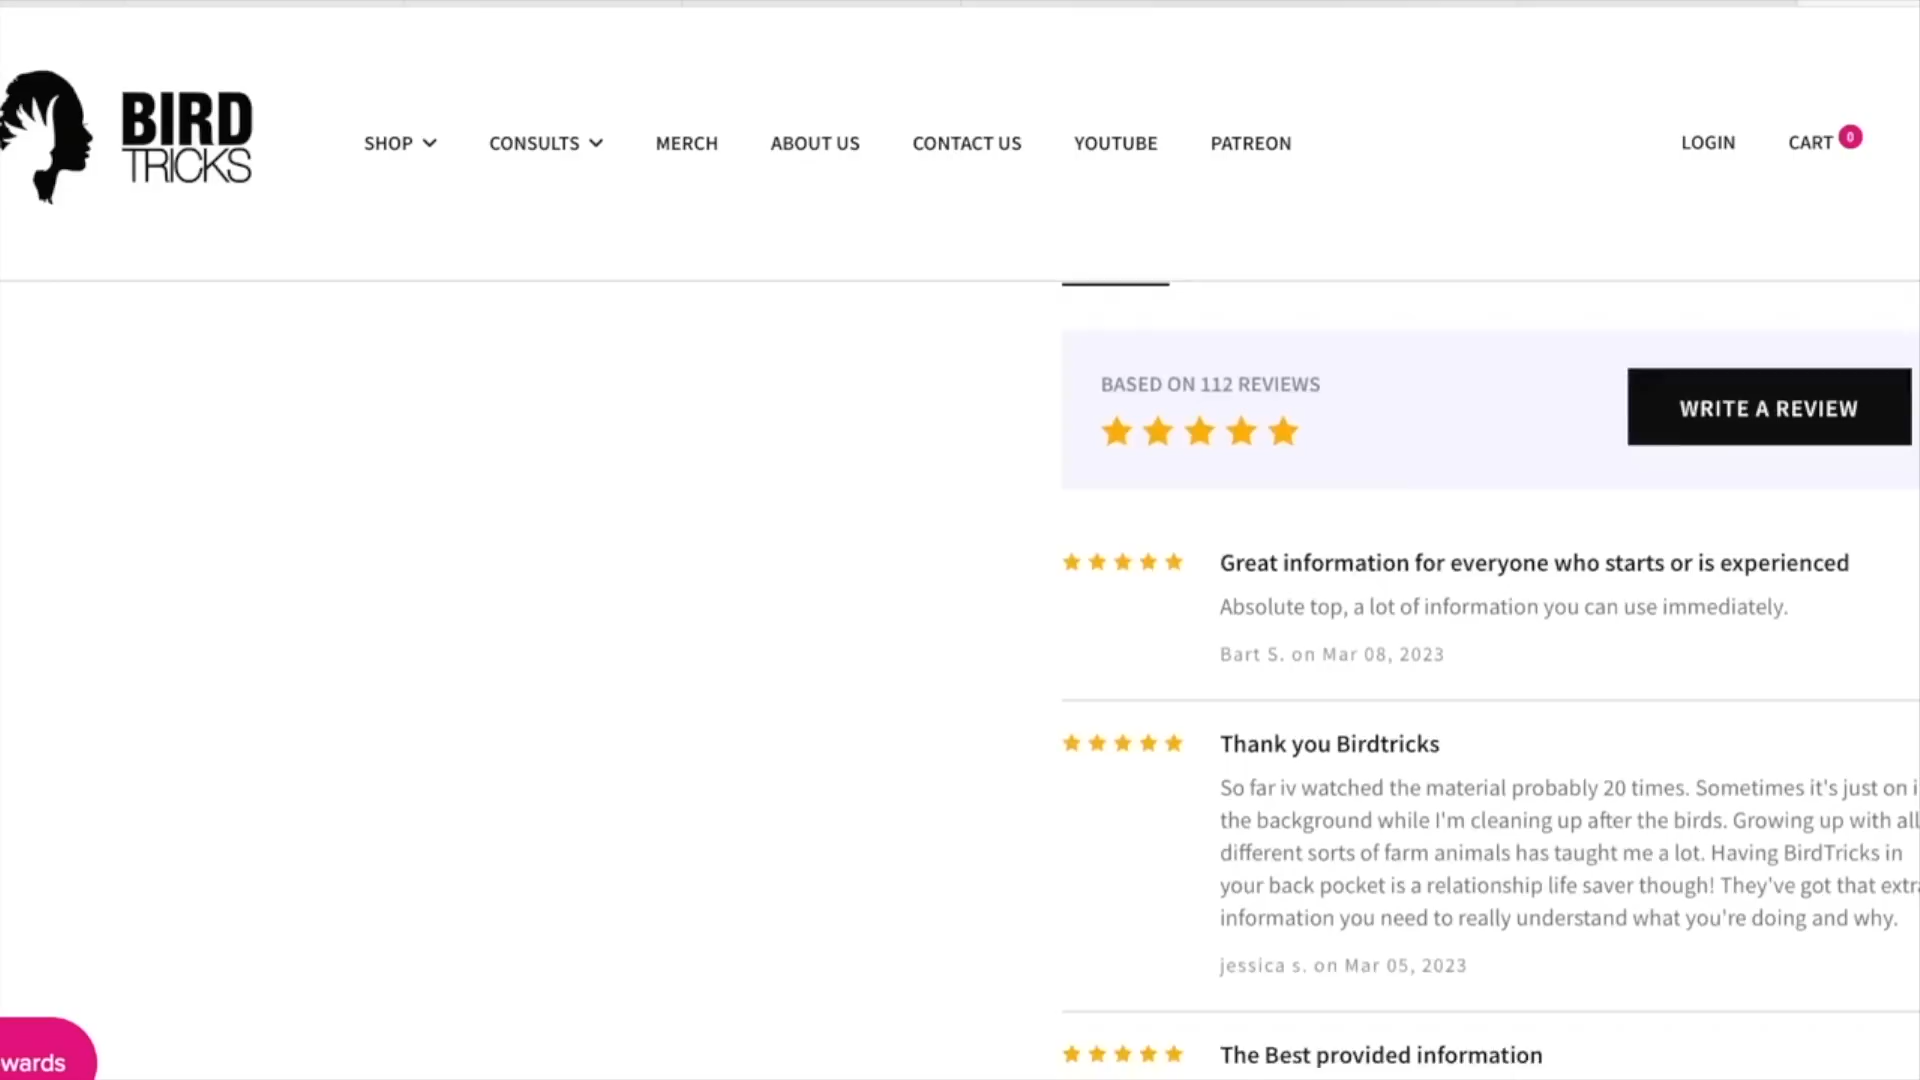 BIRD
TRICKS
SHOP
CONSULTS
MERCH
ABOUT US
CONTACT US
YOUTUBE
PATREON
LOGIN
CART 0
BASED ON 112 REVIEWS
WRITE A REVIEW
Great information for everyone who starts or is experienced
Absolute top, a lot of information you can use immediately.
Bart S. on Mar 08, 2023
Thank you Birdtricks
So far iv watched the material probably 20 times. Sometimes it's just on i
the background while I'm cleaning up after the birds. Growing up with all
different sorts of farm animals has taught me a lot. Having BirdTricks in
your back pocket is a relationship life saver though! They've got that extra
information you need to really understand what you're doing and why.
jessica s. on Mar 05, 2023
The Best provided information
wards